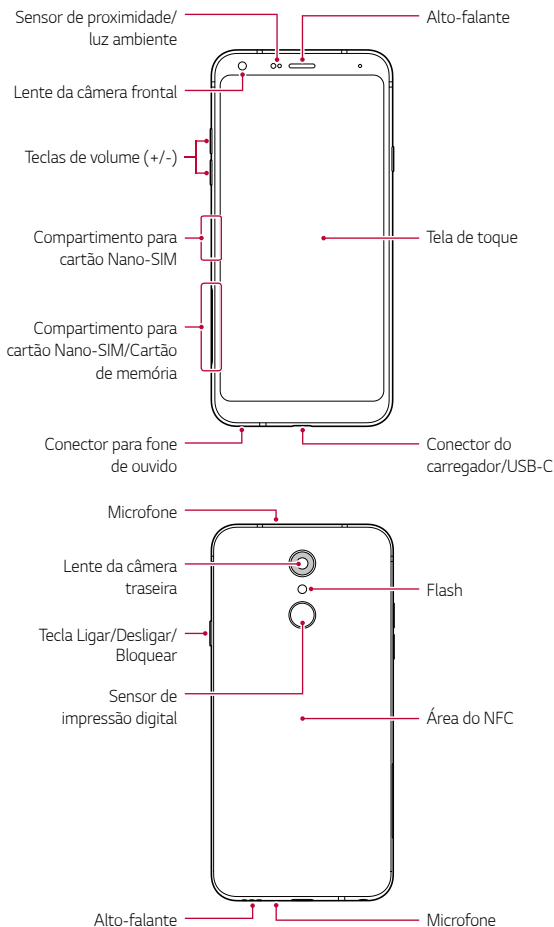 Sensor de proximidade/
luz ambiente
Alto-falante
Lente da câmera frontal
Teclas de volume (+/-)
Compartimento para
cartão Nano-SIM
Tela de toque
Compartimento para
cartão Nano-SIM/Cartão
de memória
Conector para fone
de ouvido
Conector do
carregador/USB-C
Microfone
Lente da câmera
traseira
Flash
Tecla Ligar/Desligar/
Bloquear
Sensor de
impressão digital
Área do NFC
Alto-falante
Microfone